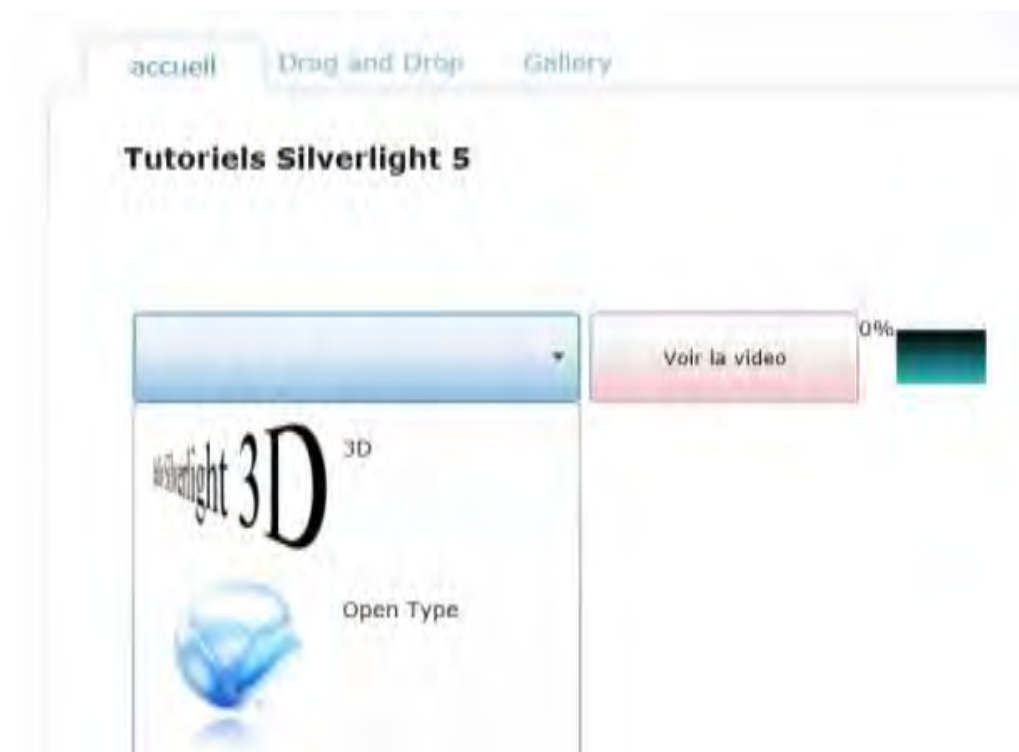 accueil Drag and Drop Gallery
Tutoriels Silverlight 5
Voir la video 0%
Silverlight 3D 3D
Open Type